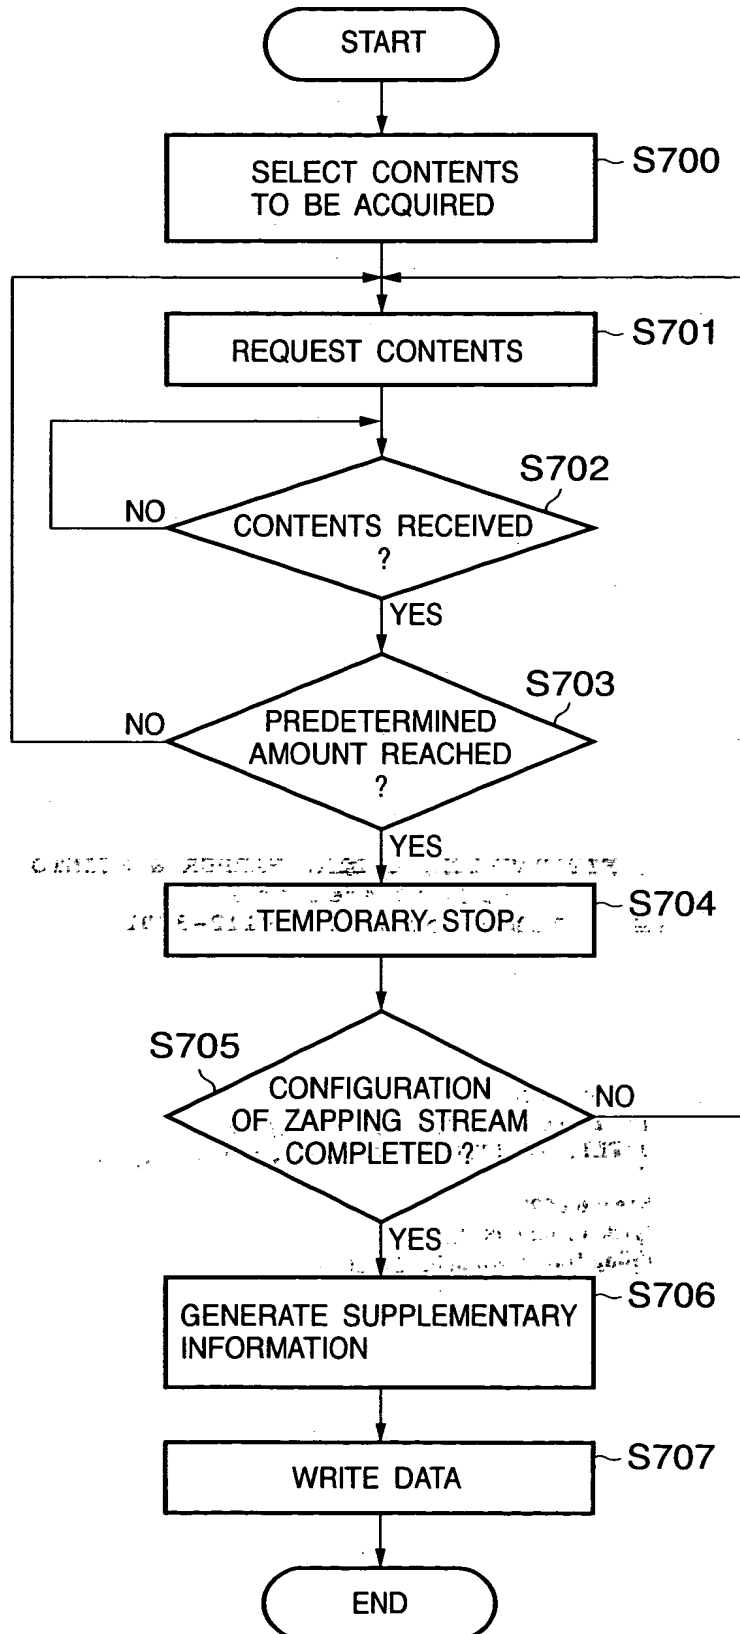 START
SELECT CONTENTS
TO BE ACQUIRED
S700
REQUEST CONTENTS
S701
S702
CONTENTS RECEIVED
?
NO
YES
S703
PREDETERMINED
AMOUNT REACHED
?
NO
YES
TEMPORARY STOP
S704
S705
CONFIGURATION
OF ZAPPING STREAM
COMPLETED ?
NO
YES
GENERATE SUPPLEMENTARY
INFORMATION
S706
WRITE DATA
S707
END